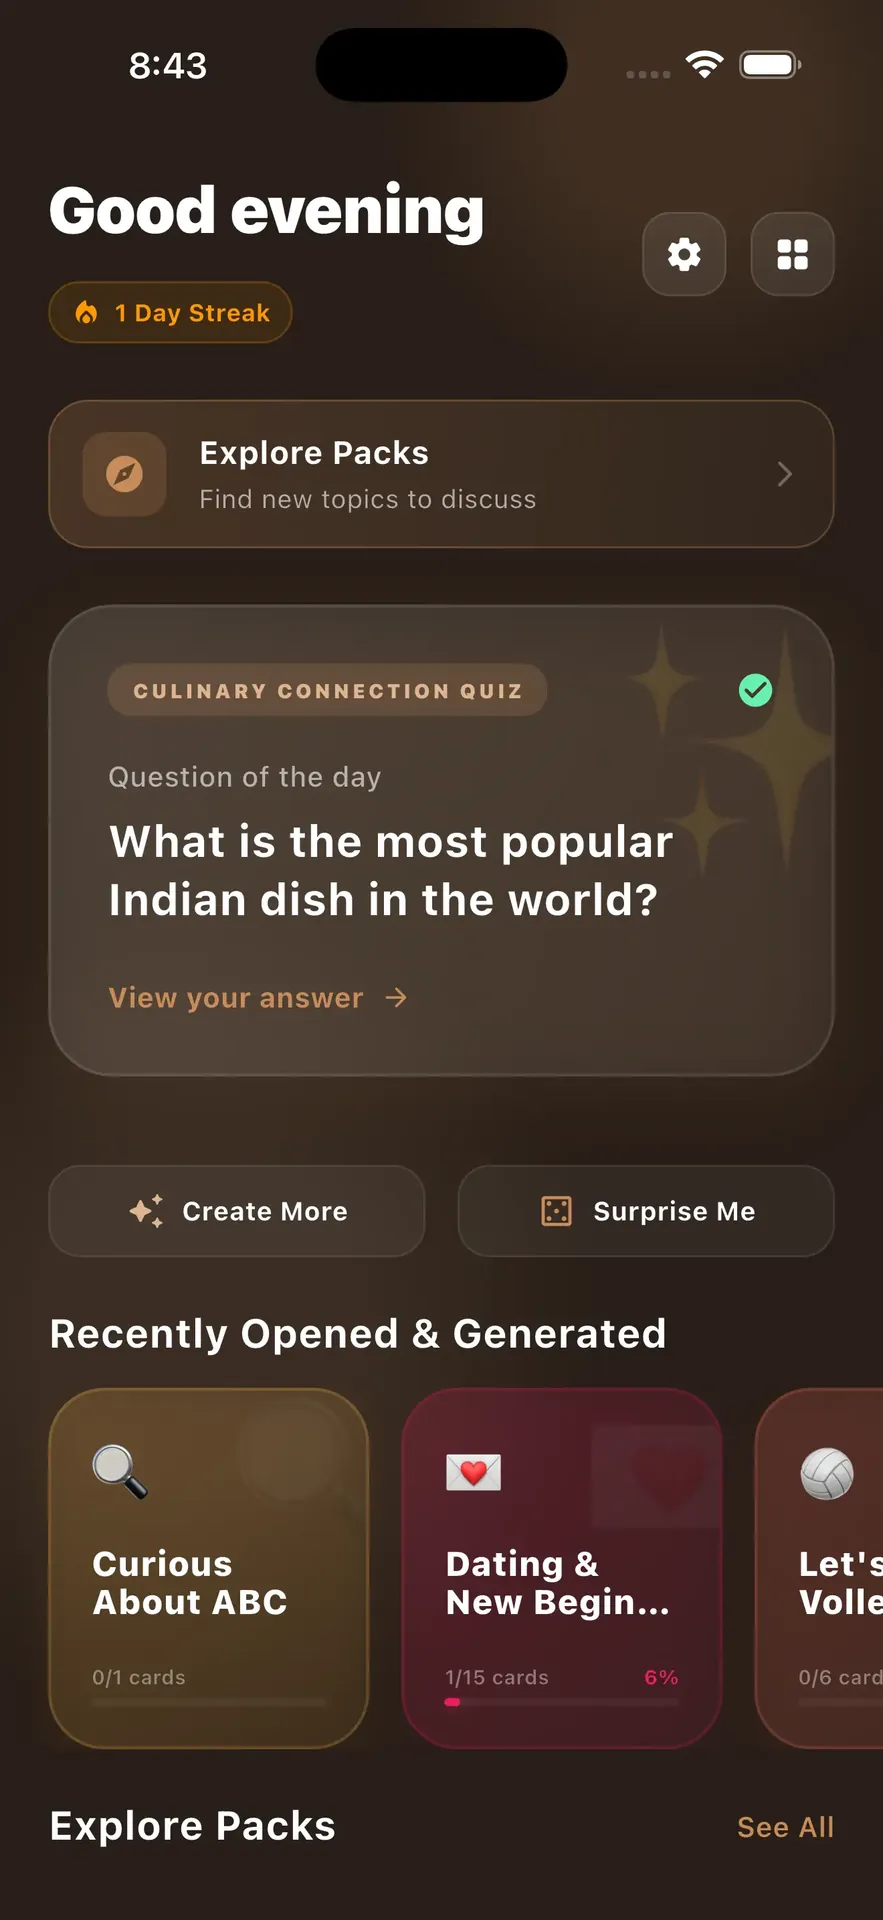 8:43
Good evening
1 Day Streak
Explore Packs
Find new topics to discuss
CULINARY CONNECTION QUIZ
Question of the day
What is the most popular
Indian dish in the world?
View your answer
Create More
Surprise Me
Recently Opened & Generated
Curious
About ABC
0/1 cards
Dating &
New Begin...
1/15 cards
6%
Let's
Volle
0/6 card
Explore Packs
See All